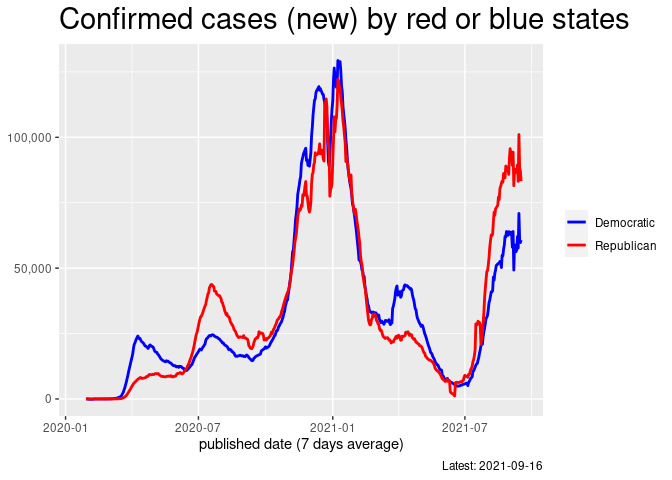 Confirmed cases (new) by red or blue states
100,000
50,000
0
2020-01
2020-07
2021-01
2021-07
published date (7 days average)
Democratic
Republican
Latest: 2021-09-16